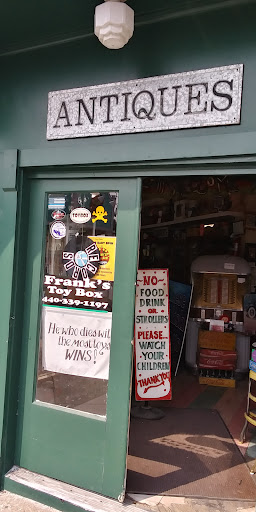 ANTIQUES
Frank's
Toy Box
440-339-1197
He who dies with
the most toys
WINS!
NO
FOOD
DRINK
OR
STROLLERS
PLEASE
WATCH
YOUR
CHILDREN
THANK YOU